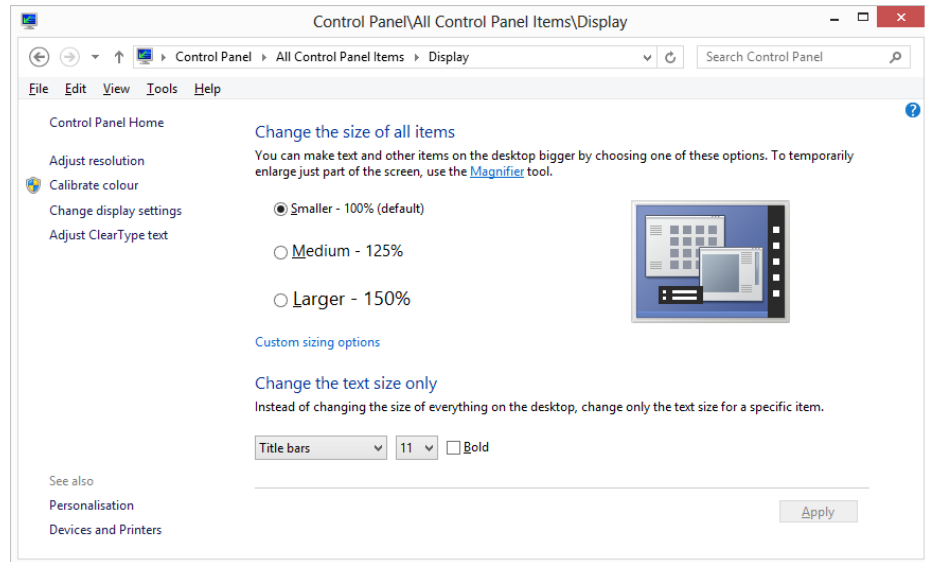 Control Panel\All Control Panel Items\Display
Control Panel All Control Panel Items Display
Search Control Panel
File Edit View Tools Help
Control Panel Home
Adjust resolution
Calibrate colour
Change display settings
Adjust ClearType text
See also
Personalisation
Devices and Printers
Change the size of all items
You can make text and other items on the desktop bigger by choosing one of these options. To temporarily
enlarge just part of the screen, use the Magnifier tool.
Smaller - 100% (default)
Medium - 125%
Larger - 150%
Custom sizing options
Change the text size only
Instead of changing the size of everything on the desktop, change only the text size for a specific item.
Title bars 11 Bold
Apply